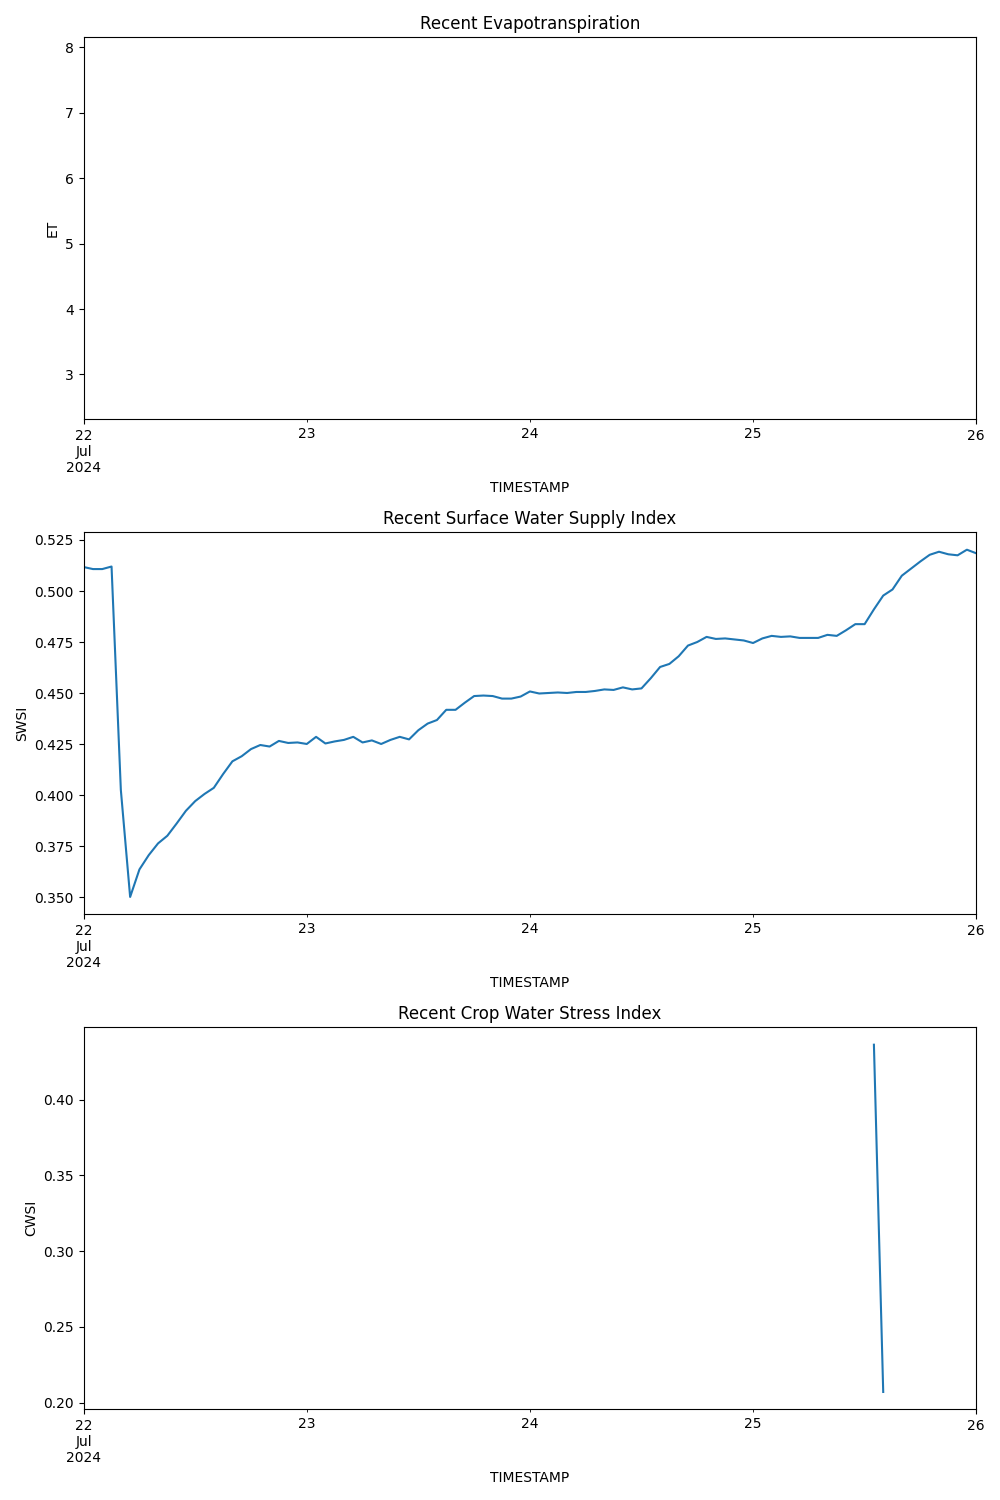 Recent Evapotranspiration
8
7
6
5
4
3
ET
22 23 24 25 26
Jul
2024
TIMESTAMP
Recent Surface Water Supply Index
0.525
0.500
0.475
0.450
0.425
0.400
0.375
0.350
SWSI
22 23 24 25 26
Jul
2024
TIMESTAMP
Recent Crop Water Stress Index
0.40
0.35
0.30
0.25
0.20
CWSI
22 23 24 25 26
Jul
2024
TIMESTAMP